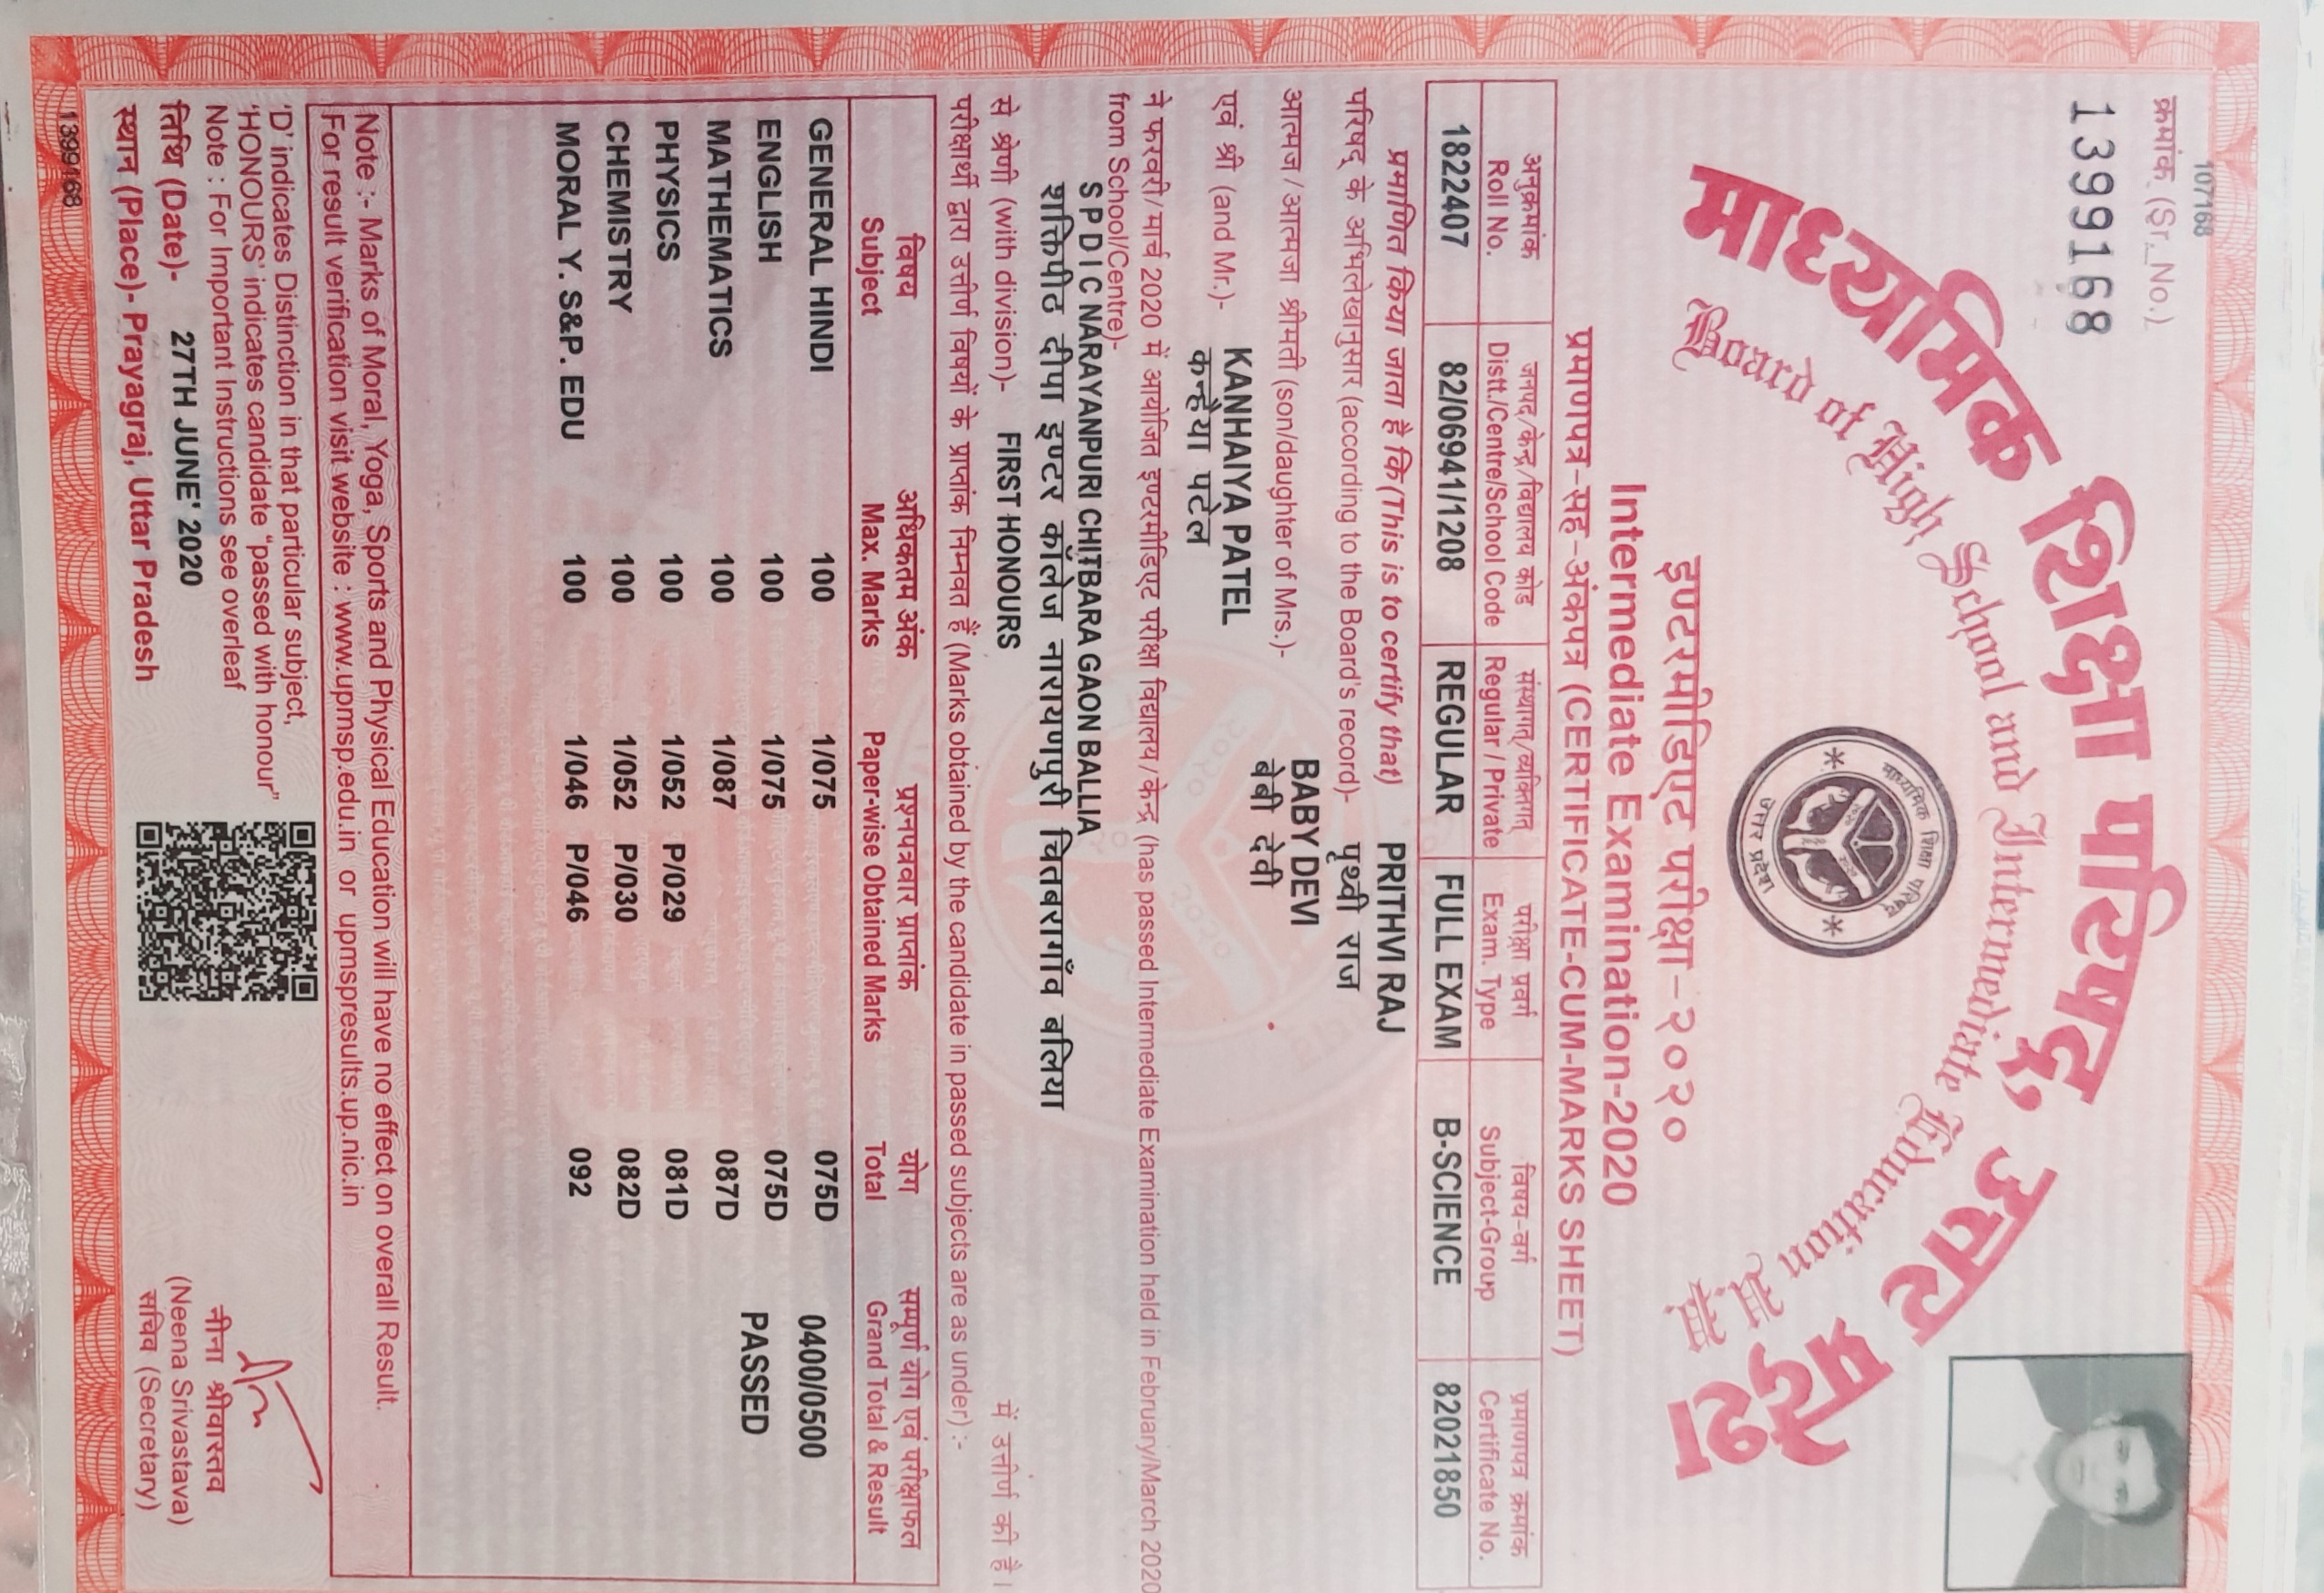 107168
क्रमांक (Sr_No.)
1399168
माध्यमिक शिक्षा परिषद्, उत्तर प्रदेश
Board of High School and Intermediate Education
माध्यमिक शिक्षा परिषद्
उत्तर प्रदेश
इण्टरमीडिएट परीक्षा-२०२०
Intermediate Examination-2020
प्रमाणपत्र-सह-अंकपत्र (CERTIFICATE-CUM-MARKS SHEET)
अनुक्रमांक जनपद/केन्द्र/विद्यालय कोड संस्थागत/व्यक्तिगत परीक्षा प्रवर्ग विषय-वर्ग प्रमाणपत्र क्रमांक
Roll No. Distt./Centre/School Code Regular / Private Exam. Type Subject-Group Certificate No.
1822407 82/06941/1208 REGULAR FULL EXAM B-SCIENCE 82021850
प्रमाणित किया जाता है कि (This is to certify that) PRITHVI RAJ
परिषद् के अभिलेखानुसार (according to the Board's record)- पृथ्वी राज
आत्मज/आत्मजा श्रीमती (son/daughter of Mrs.)- BABY DEVI
बेबी देवी
एवं श्री (and Mr.)- KANHAIYA PATEL
कन्हैया पटेल
ने फरवरी/मार्च 2020 में आयोजित इण्टरमीडिएट परीक्षा विद्यालय/केन्द्र (has passed Intermediate Examination held in February/March 2020
from School/Centre)-
S P D I C NARAYANPURI CHITBARA GAON BALLIA
शक्तिपीठ दीपा इण्टर कॉलेज नारायणपुरी चितबरागाँव बलिया
से श्रेणी (with division)- FIRST HONOURS में उत्तीर्ण की है।
परीक्षार्थी द्वारा उत्तीर्ण विषयों के प्राप्तांक निम्नवत हैं (Marks obtained by the candidate in passed subjects are as under) :-
विषय अधिकतम अंक प्रश्नपत्रवार प्राप्तांक योग सम्पूर्ण योग एवं परीक्षाफल
Subject Max. Marks Paper-wise Obtained Marks Total Grand Total & Result
GENERAL HINDI 100 1/075 075D 0400/0500
ENGLISH 100 1/075 075D PASSED
MATHEMATICS 100 1/087 087D
PHYSICS 100 1/052 P/029 081D
CHEMISTRY 100 1/052 P/030 082D
MORAL Y. S&P. EDU 100 1/046 P/046 092
Note :- Marks of Moral, Yoga, Sports and Physical Education will have no effect on overall Result.
For result verification visit website : www.upmsp.edu.in or upmspresults.up.nic.in
'D' indicates Distinction in that particular subject,
'HONOURS' indicates candidate "passed with honour"
Note : For Important Instructions see overleaf
तिथि (Date)- 27TH JUNE' 2020
स्थान (Place)- Prayagraj, Uttar Pradesh
नीना श्रीवास्तव
(Neena Srivastava)
सचिव (Secretary)
1399168